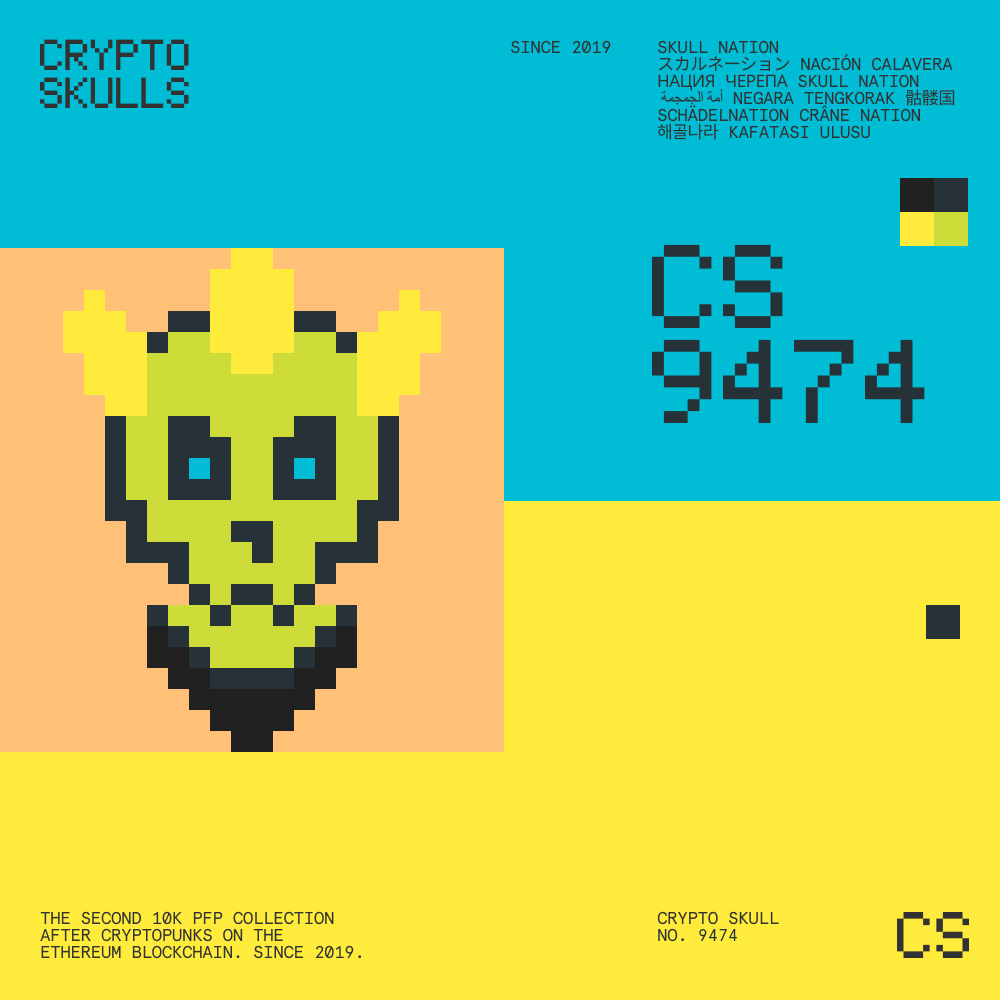 CRYPTO
SKULLS
SINCE 2019
SKULL NATION
スカルネーション NACIÓN CALAVERA
НАЦИЯ ЧЕРЕПА SKULL NATION
أمة الجمجمة NEGARA TENGKORAK 骷髅国
SCHÄDELNATION CRÂNE NATION
해골나라 KAFATASI ULUSU
CS
9474
THE SECOND 10K PFP COLLECTION
AFTER CRYPTOPUNKS ON THE
ETHEREUM BLOCKCHAIN. SINCE 2019.
CRYPTO SKULL
NO. 9474
CS